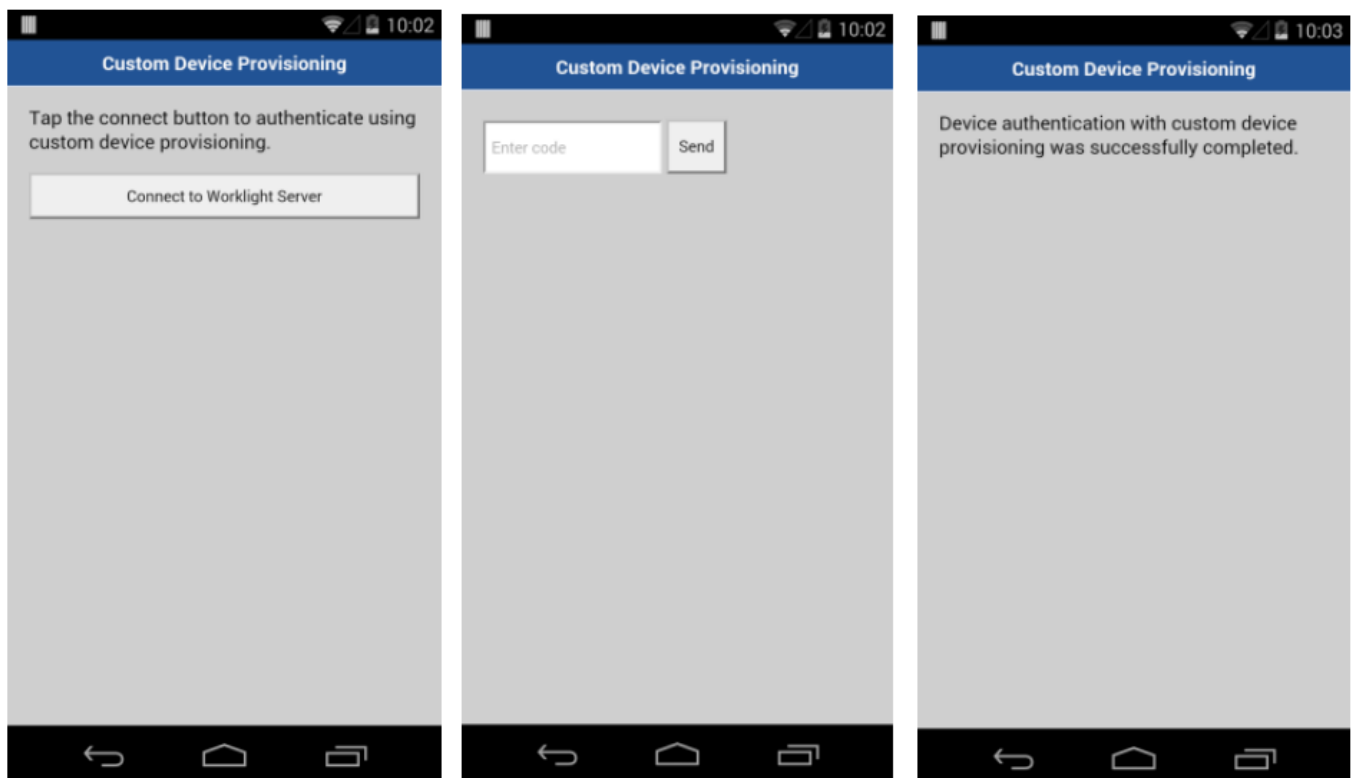 10:02
Custom Device Provisioning
Tap the connect button to authenticate using
custom device provisioning.
Connect to Worklight Server
10:02
Custom Device Provisioning
Enter code
Send
10:03
Custom Device Provisioning
Device authentication with custom device
provisioning was successfully completed.